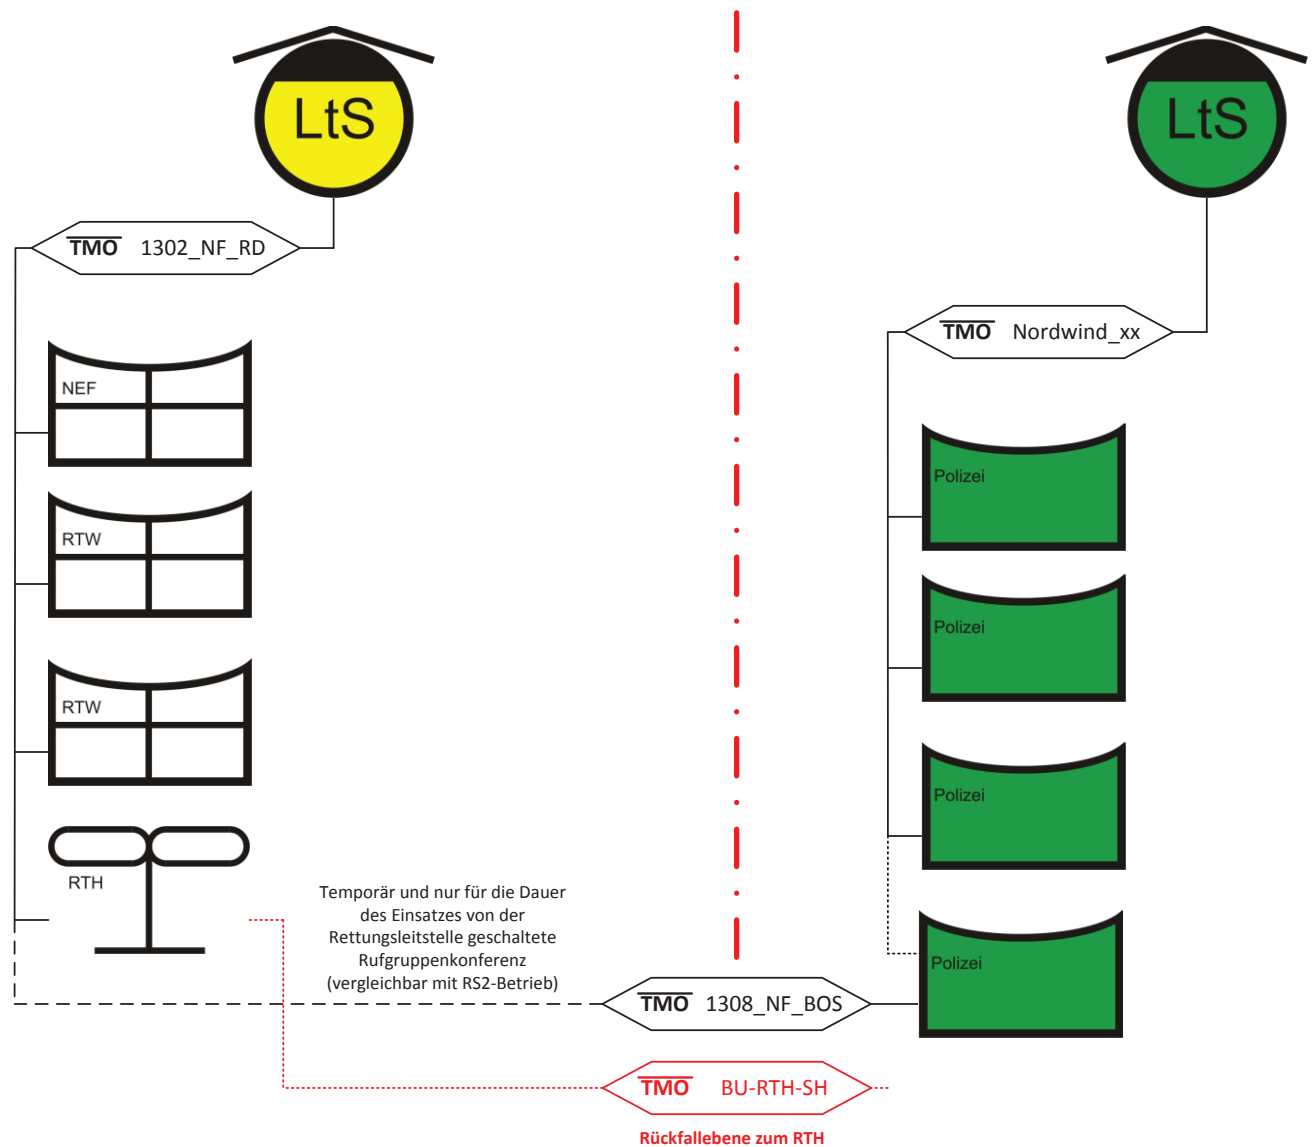 LtS
LtS
TMO 1302_NF_RD
TMO Nordwind_xx
NEF
Polizei
RTW
Polizei
RTW
Polizei
RTH
Temporär und nur für die Dauer
des Einsatzes von der
Rettungsleitstelle geschaltete
Rufgruppenkonferenz
(vergleichbar mit RS2-Betrieb)
Polizei
TMO 1308_NF_BOS
TMO BU-RTH-SH
Rückfallebene zum RTH